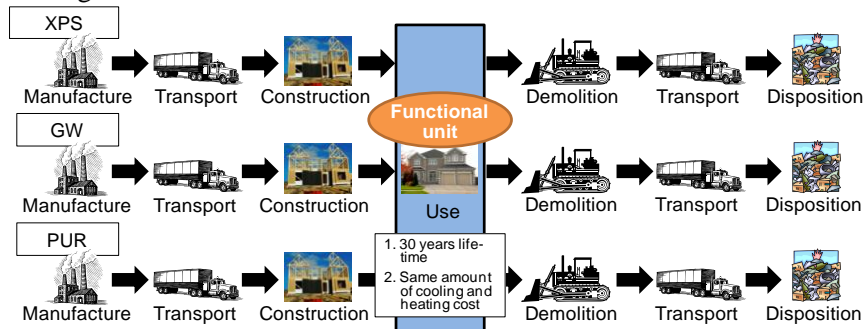 XPS
Manufacture Transport Construction Demolition Transport Disposition
Functional
unit
GW
Manufacture Transport Construction Use Demolition Transport Disposition
PUR
1. 30 years life-
time
2. Same amount
of cooling and
heating cost
Manufacture Transport Construction Demolition Transport Disposition